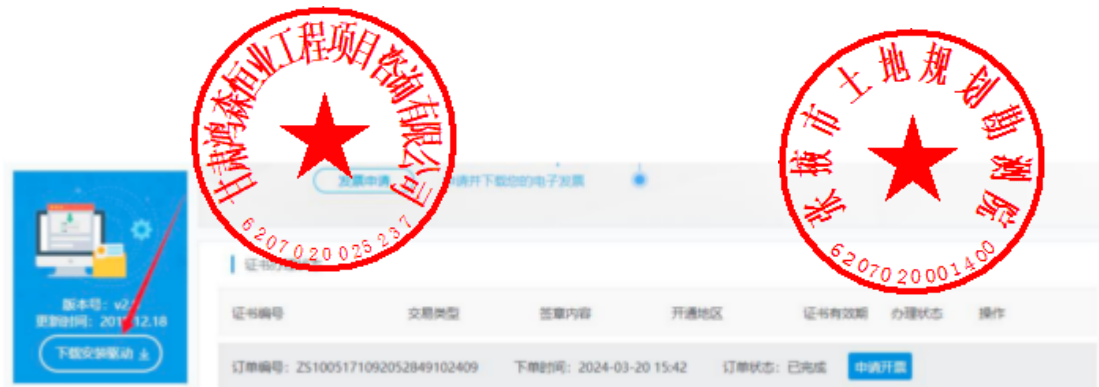 甘肃鸿森恒业工程项目咨询有限公司
6207020025237
张掖市土地规划勘测院
6207020001400
发票申请
申请并下载您的电子发票
版本号：v2.
更新时间：201 12.18
下载安装驱动
证书编号 交易类型 签章内容 开通地区 证书有效期 办理状态 操作
订单编号：ZS1005171092052849102409 下单时间：2024-03-20 15:42 订单状态：已完成 申请开票